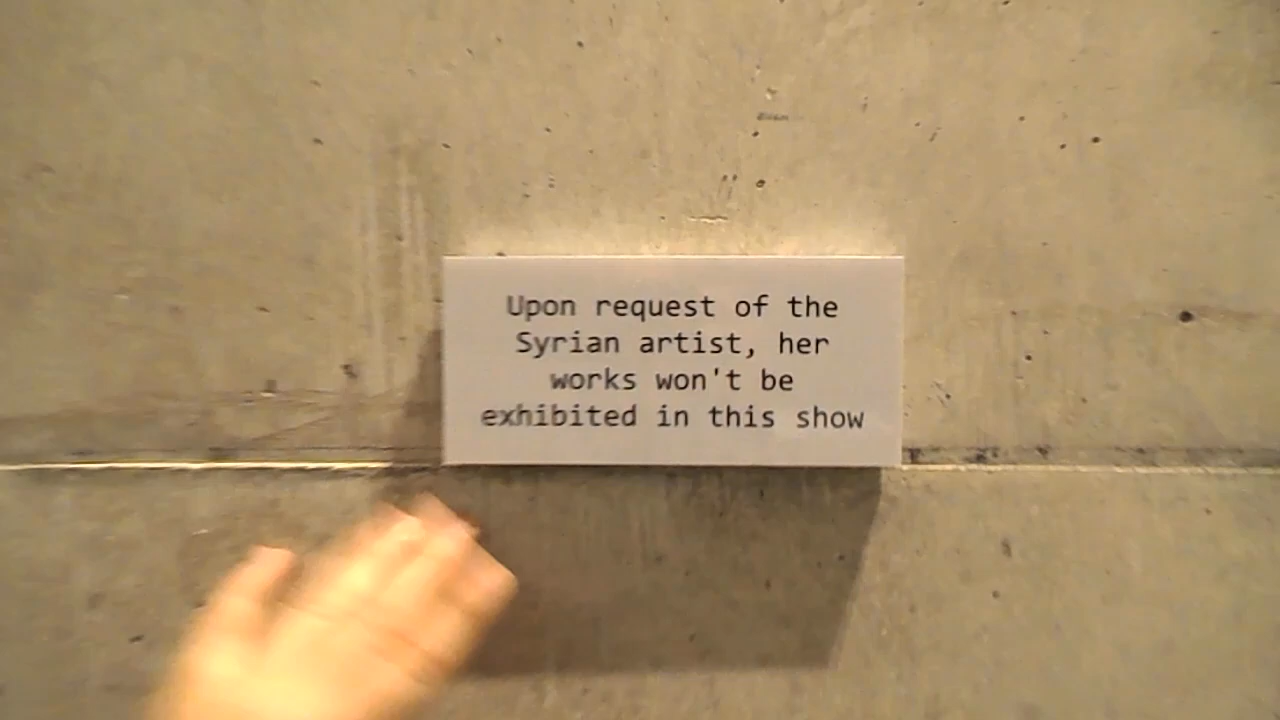 Upon request of the
Syrian artist, her
works won't be
exhibited in this show